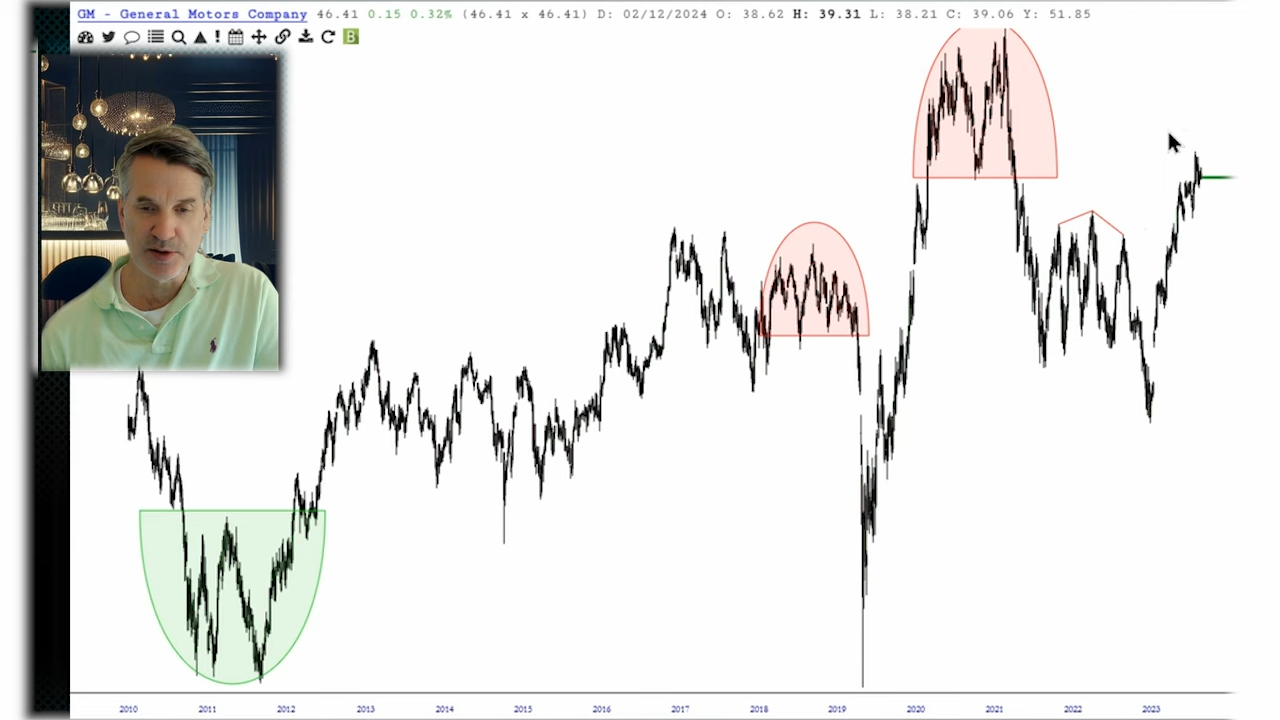 GM - General Motors Company 46.41 0.15 0.32% (46.41 x 46.41) D: 02/12/2024 O: 38.62 H: 39.31 L: 38.21 C: 39.06 Y: 51.85
B
2010 2011 2012 2013 2014 2015 2016 2017 2018 2019 2020 2021 2022 2023